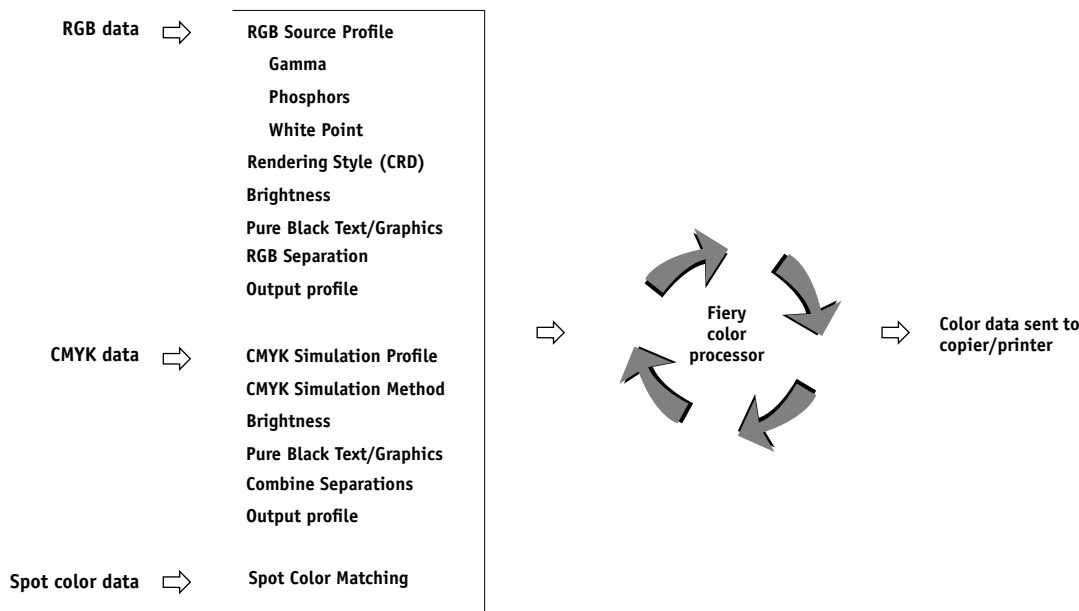 RGB data
RGB Source Profile
Gamma
Phosphors
White Point
Rendering Style (CRD)
Brightness
Pure Black Text/Graphics
RGB Separation
Output profile
CMYK data
CMYK Simulation Profile
CMYK Simulation Method
Brightness
Pure Black Text/Graphics
Combine Separations
Output profile
Spot color data
Spot Color Matching
Fiery
color
processor
Color data sent to
copier/printer